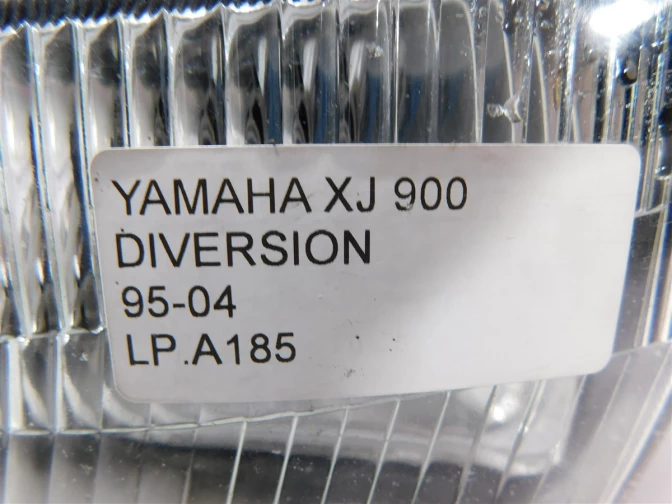 YAMAHA XJ 900
DIVERSION
95-04
LP.A185